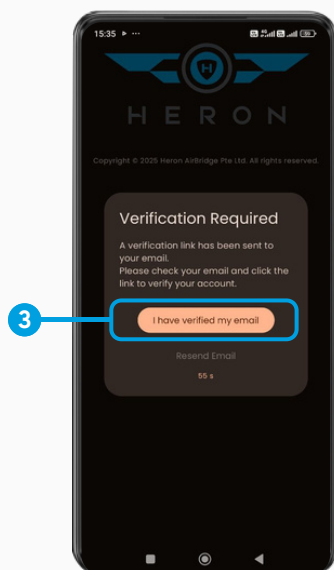 15:35
59
H
HERON
Copyright © 2025 Heron AirBridge Pte Ltd. All rights reserved.
Verification Required
A verification link has been sent to
your email.
Please check your email and click the
link to verify your account.
3
I have verified my email
Resend Email
55 s